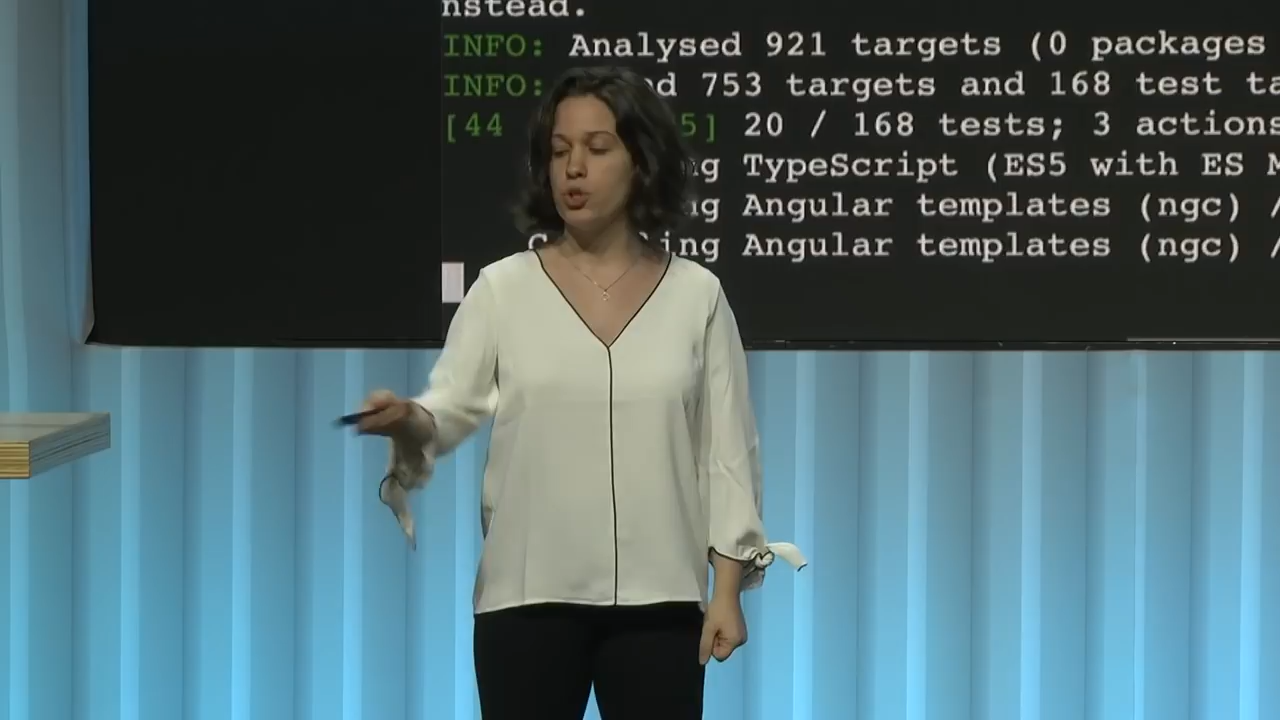 nstead.
INFO: Analysed 921 targets (0 packages
INFO: 753 targets and 168 test ta
[44 5] 20 / 168 tests; 3 actions
TypeScript (ES5 with ES M
Angular templates (ngc) /
Angular templates (ngc) /